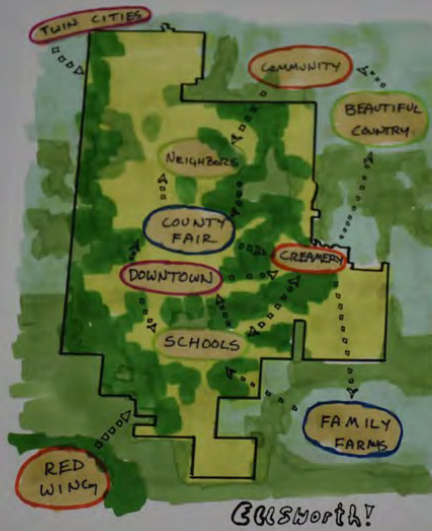 TWIN CITIES
COMMUNITY
BEAUTIFUL
COUNTRY
NEIGHBORS
COUNTY
FAIR
CREAMERY
DOWNTOWN
SCHOOLS
FAMILY
FARMS
RED
WING
ELLSWORTH!